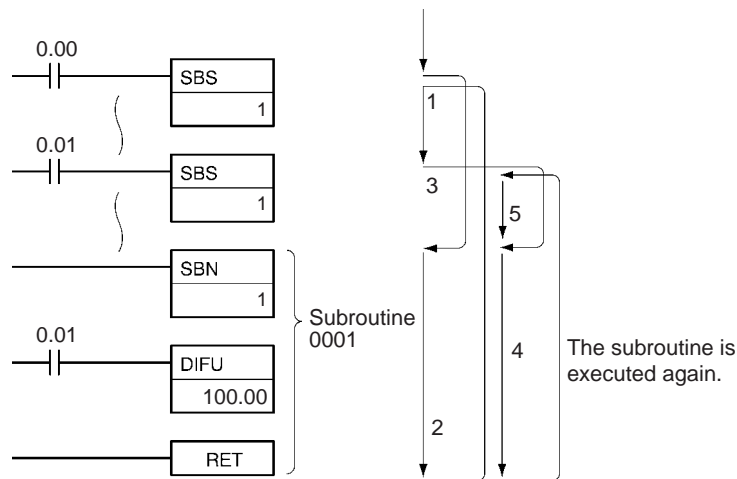 0.00
SBS
1
0.01
SBS
1
SBN
1
0.01
DIFU
100.00
RET
Subroutine
0001
1
3
5
4
2
The subroutine is
executed again.